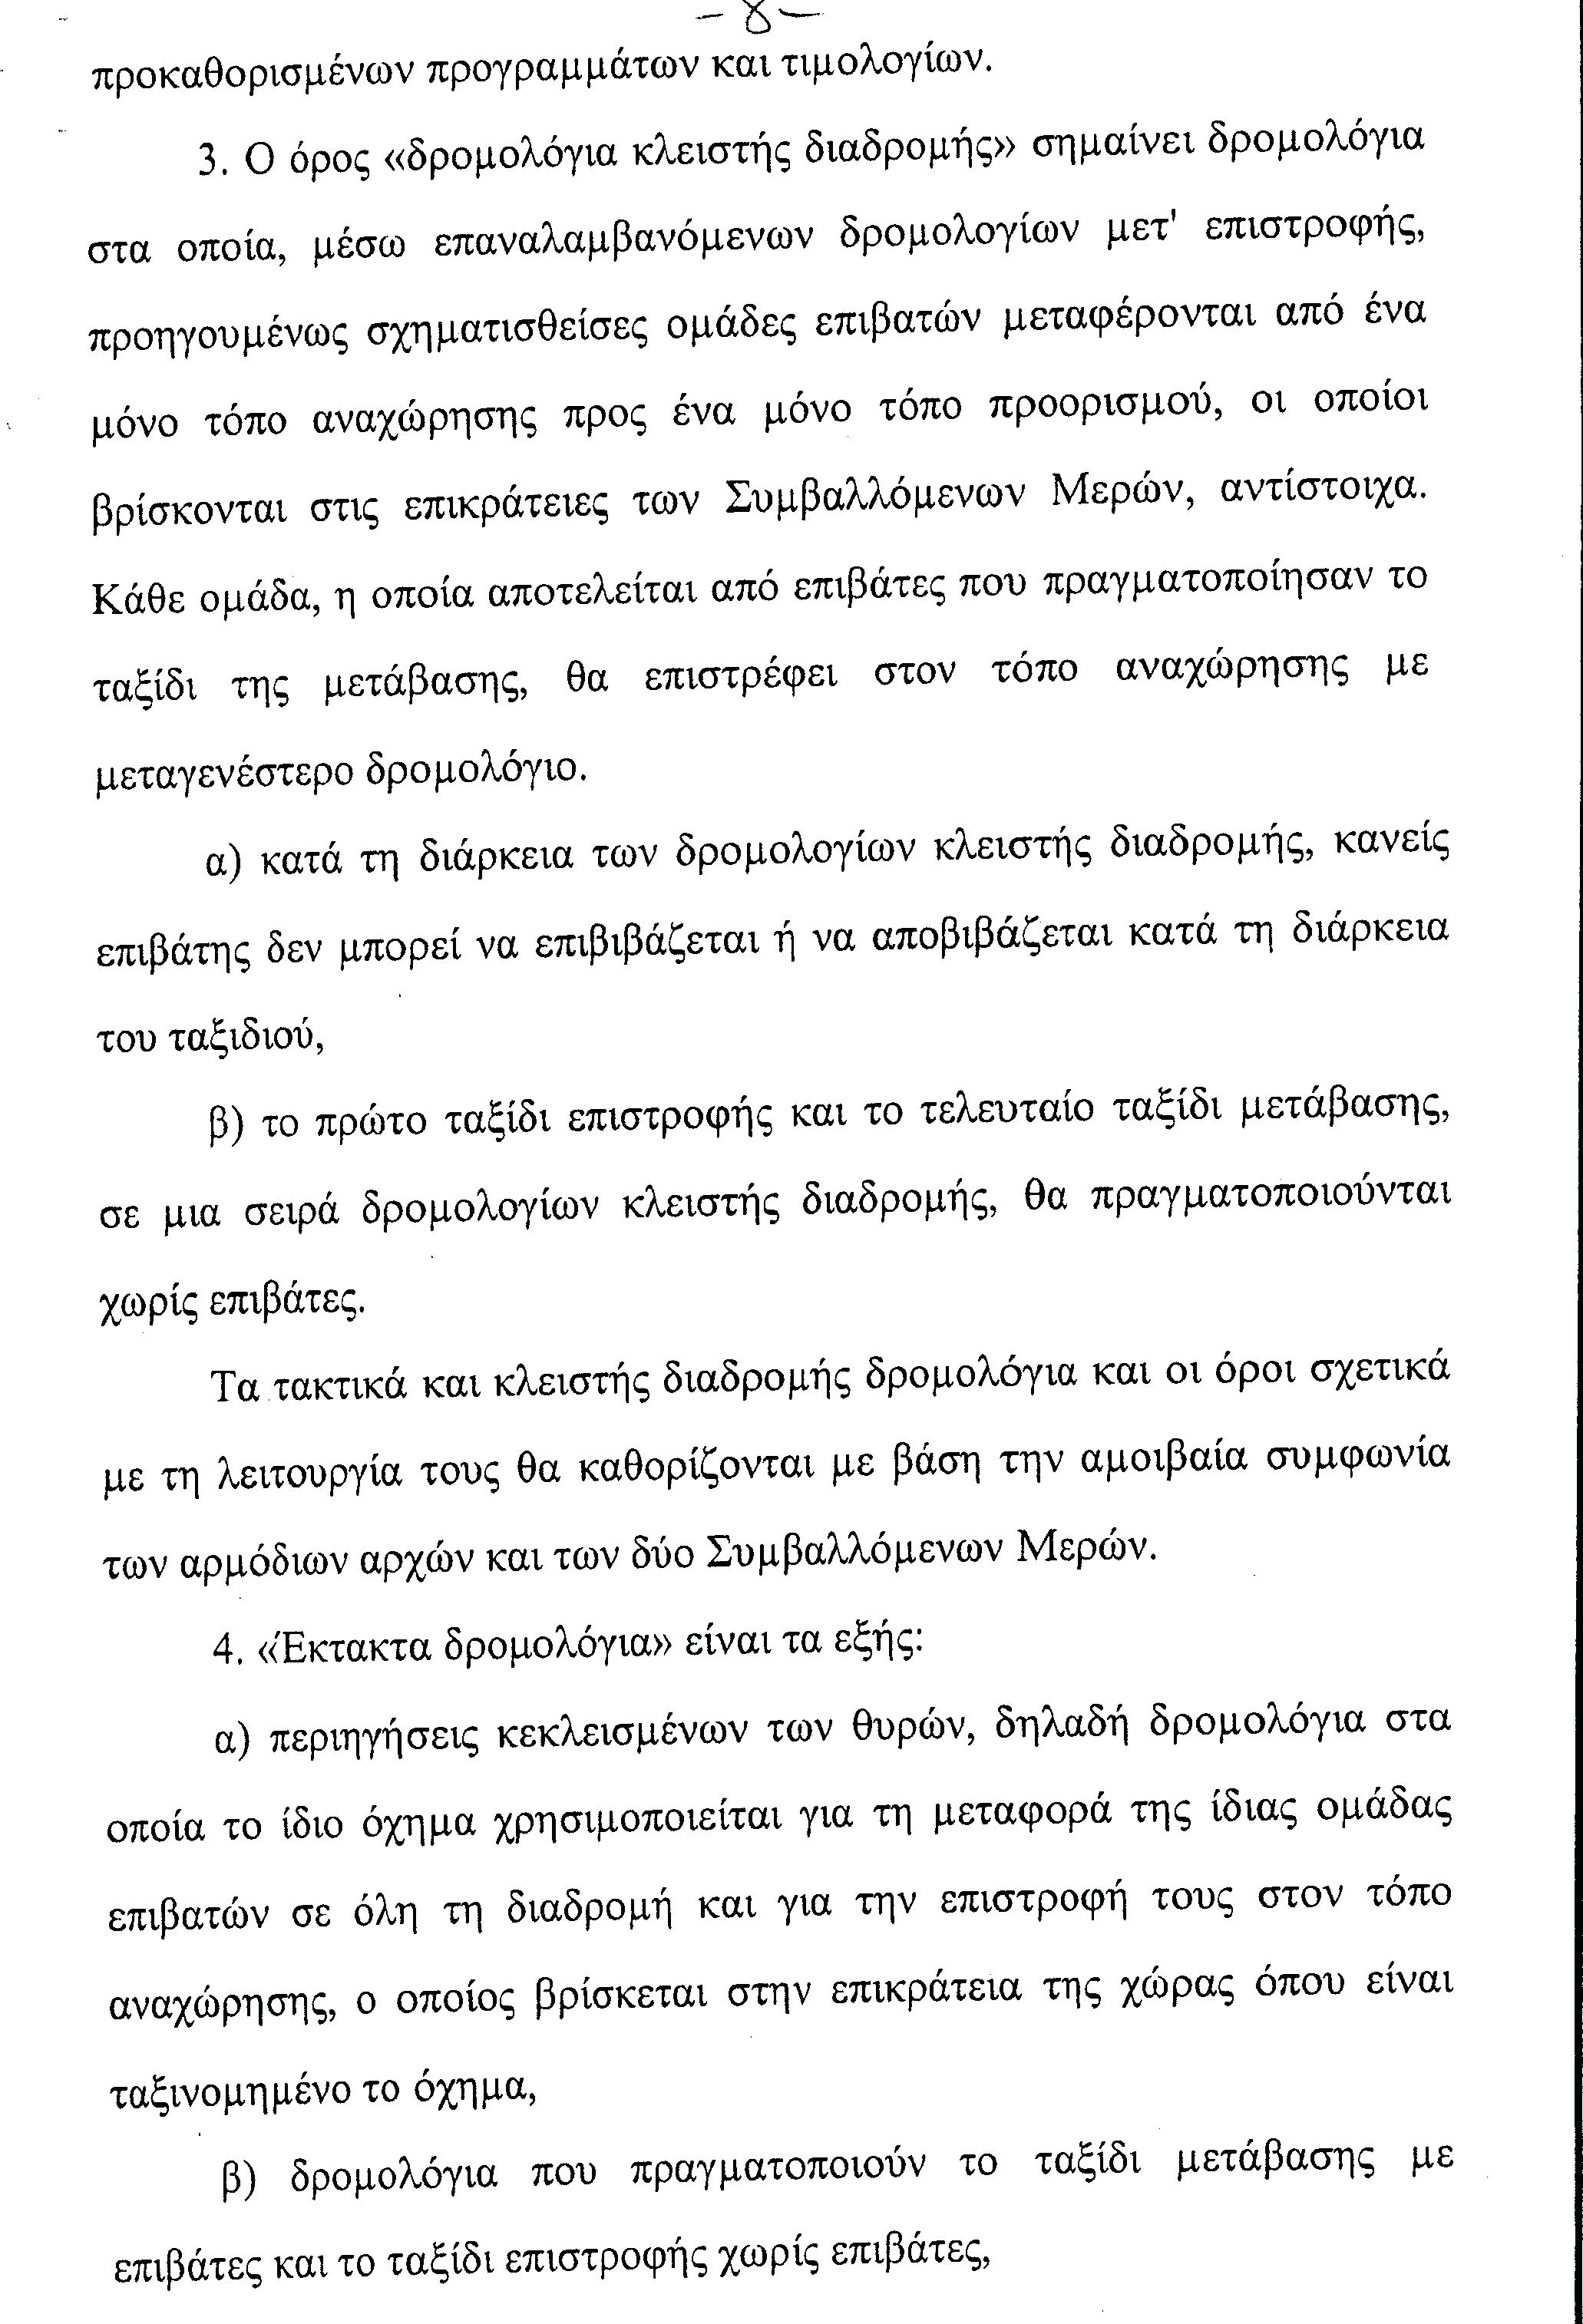 - 8 -
προκαθορισμένων προγραμμάτων και τιμολογίων.
3. Ο όρος «δρομολόγια κλειστής διαδρομής» σημαίνει δρομολόγια
στα οποία, μέσω επαναλαμβανόμενων δρομολογίων μετ' επιστροφής,
προηγουμένως σχηματισθείσες ομάδες επιβατών μεταφέρονται από ένα
μόνο τόπο αναχώρησης προς ένα μόνο τόπο προορισμού, οι οποίοι
βρίσκονται στις επικράτειες των Συμβαλλόμενων Μερών, αντίστοιχα.
Κάθε ομάδα, η οποία αποτελείται από επιβάτες που πραγματοποίησαν το
ταξίδι της μετάβασης, θα επιστρέφει στον τόπο αναχώρησης με
μεταγενέστερο δρομολόγιο.
α) κατά τη διάρκεια των δρομολογίων κλειστής διαδρομής, κανείς
επιβάτης δεν μπορεί να επιβιβάζεται ή να αποβιβάζεται κατά τη διάρκεια
του ταξιδιού,
β) το πρώτο ταξίδι επιστροφής και το τελευταίο ταξίδι μετάβασης,
σε μια σειρά δρομολογίων κλειστής διαδρομής, θα πραγματοποιούνται
χωρίς επιβάτες.
Τα τακτικά και κλειστής διαδρομής δρομολόγια και οι όροι σχετικά
με τη λειτουργία τους θα καθορίζονται με βάση την αμοιβαία συμφωνία
των αρμόδιων αρχών και των δύο Συμβαλλόμενων Μερών.
4. «Έκτακτα δρομολόγια» είναι τα εξής:
α) περιηγήσεις κεκλεισμένων των θυρών, δηλαδή δρομολόγια στα
οποία το ίδιο όχημα χρησιμοποιείται για τη μεταφορά της ίδιας ομάδας
επιβατών σε όλη τη διαδρομή και για την επιστροφή τους στον τόπο
αναχώρησης, ο οποίος βρίσκεται στην επικράτεια της χώρας όπου είναι
ταξινομημένο το όχημα,
β) δρομολόγια που πραγματοποιούν το ταξίδι μετάβασης με
επιβάτες και το ταξίδι επιστροφής χωρίς επιβάτες,